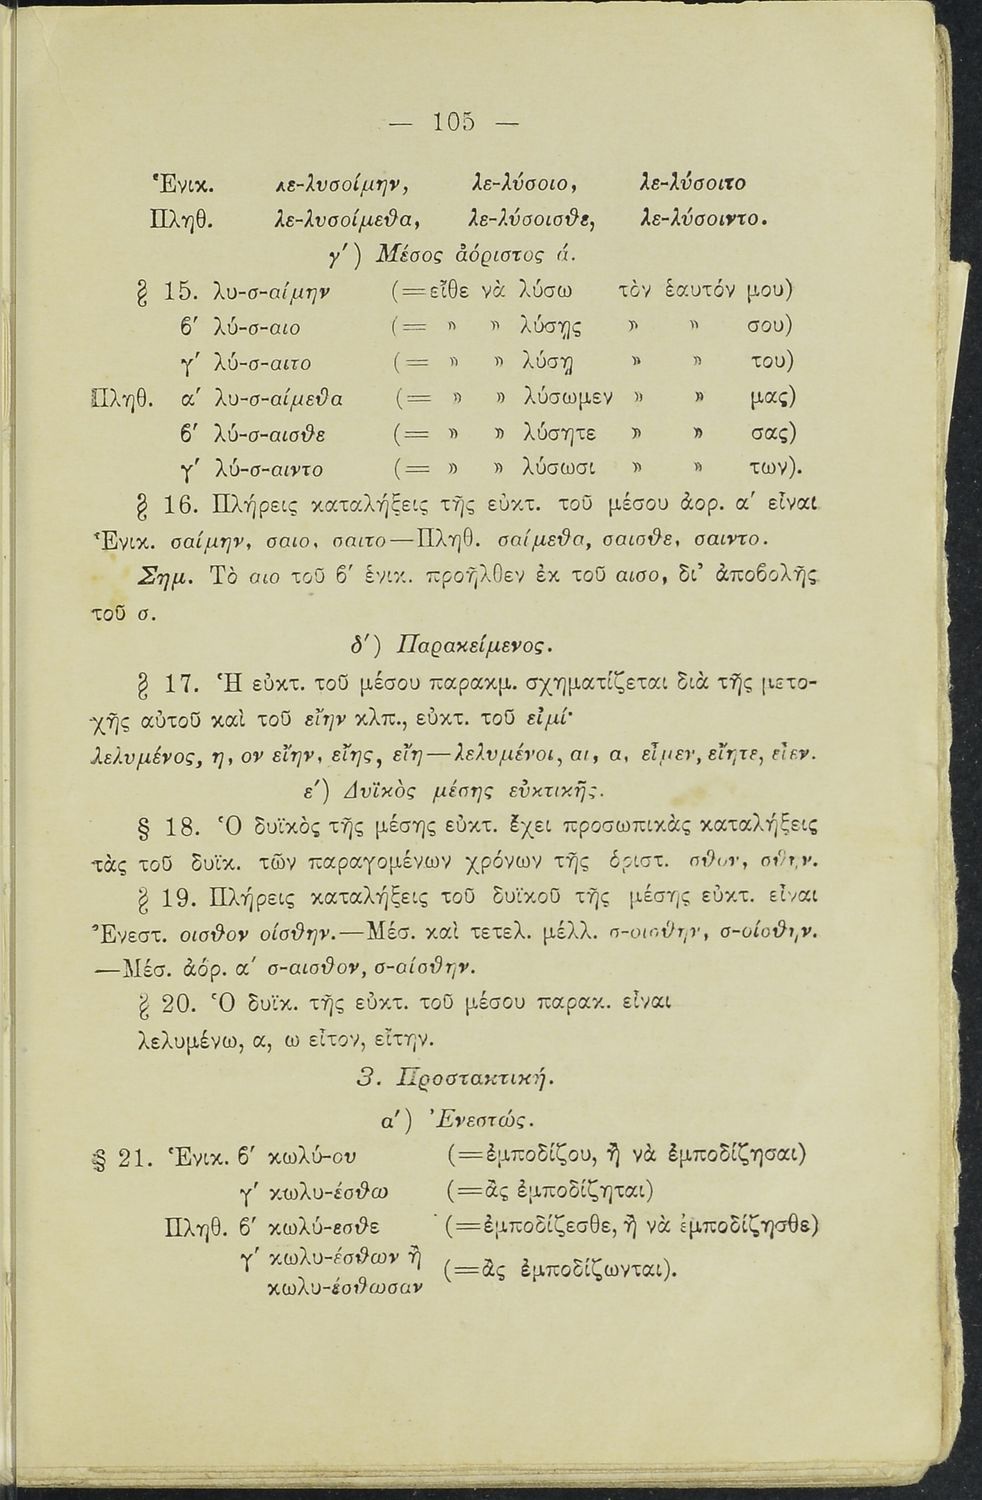 — 105 —
Ἑνικ. λε-λυσοίμην, λε-λύσοιο, λε-λύσοιτο
Πληθ. λε-λυσοίμεθα, λε-λύσοισθε, λε-λύσοιντο.
γ′) Μέσος ἀόριστος ά.
§ 15. λυ-σ-αίμην (=εἴθε νὰ λύσω τὸν ἑαυτόν μου)
β′ λύ-σ-αιο (= » » λύσῃς » » σου)
γ′ λύ-σ-αιτο (= » » λύσῃ » » του)
Πληθ. α′ λυ-σ-αίμεθα (= » » λύσωμεν » » μας)
β′ λύ-σ-αισθε (= » » λύσητε » » σας)
γ′ λύ-σ-αιντο (= » » λύσωσι » » των).
§ 16. Πλήρεις καταλήξεις τῆς εὐκτ. τοῦ μέσου ἀορ. α′ εἶναι
Ἑνικ. σαίμην, σαιο, σαιτο—Πληθ. σαίμεθα, σαισθε, σαιντο.
Σημ. Τὸ αιο τοῦ β′ ἑνικ. προῆλθεν ἐκ τοῦ αισο, δι’ ἀποβολῆς
τοῦ σ.
δ′) Παρακείμενος.
§ 17. Ἡ εὐκτ. τοῦ μέσου παρακμ. σχηματίζεται διὰ τῆς μετο-
χῆς αὐτοῦ καὶ τοῦ εἴην κλπ., εὐκτ. τοῦ εἰμί·
λελυμένος, η, ον εἴην, εἴης, εἴη—λελυμένοι, αι, α, εἶμεν, εἴητε, εἶεν.
ε′) Δυϊκὸς μέσης εὐκτικῆς.
§ 18. Ὁ δυϊκὸς τῆς μέσης εὐκτ. ἔχει προσωπικὰς καταλήξεις
τὰς τοῦ δυϊκ. τῶν παραγομένων χρόνων τῆς ὁριστ. σθον, σθην.
§ 19. Πλήρεις καταλήξεις τοῦ δυϊκοῦ τῆς μέσης εὐκτ. εἶναι
Ἐνεστ. οισθον οίσθην.—Μέσ. καὶ τετελ. μέλλ. σ-οισθην, σ-οίσθην.
—Μέσ. ἀόρ. α′ σ-αισθον, σ-αίσθην.
§ 20. Ὁ δυϊκ. τῆς εὐκτ. τοῦ μέσου παρακ. εἶναι
λελυμένω, α, ω εἶτον, εἴτην.
3. Προστακτική.
α′) Ἐνεστώς.
§ 21. Ἑνικ. β′ κωλύ-ου (=ἐμποδίζου, ἢ νὰ ἐμποδίζησαι)
γ′ κωλυ-έσθω (=ἂς ἐμποδίζηται)
Πληθ. β′ κωλύ-εσθε (=ἐμποδίζεσθε, ἢ νὰ ἐμποδίζησθε)
γ′ κωλυ-έσθων ἢ
κωλυ-έσθωσαν (=ἂς ἐμποδίζωνται).